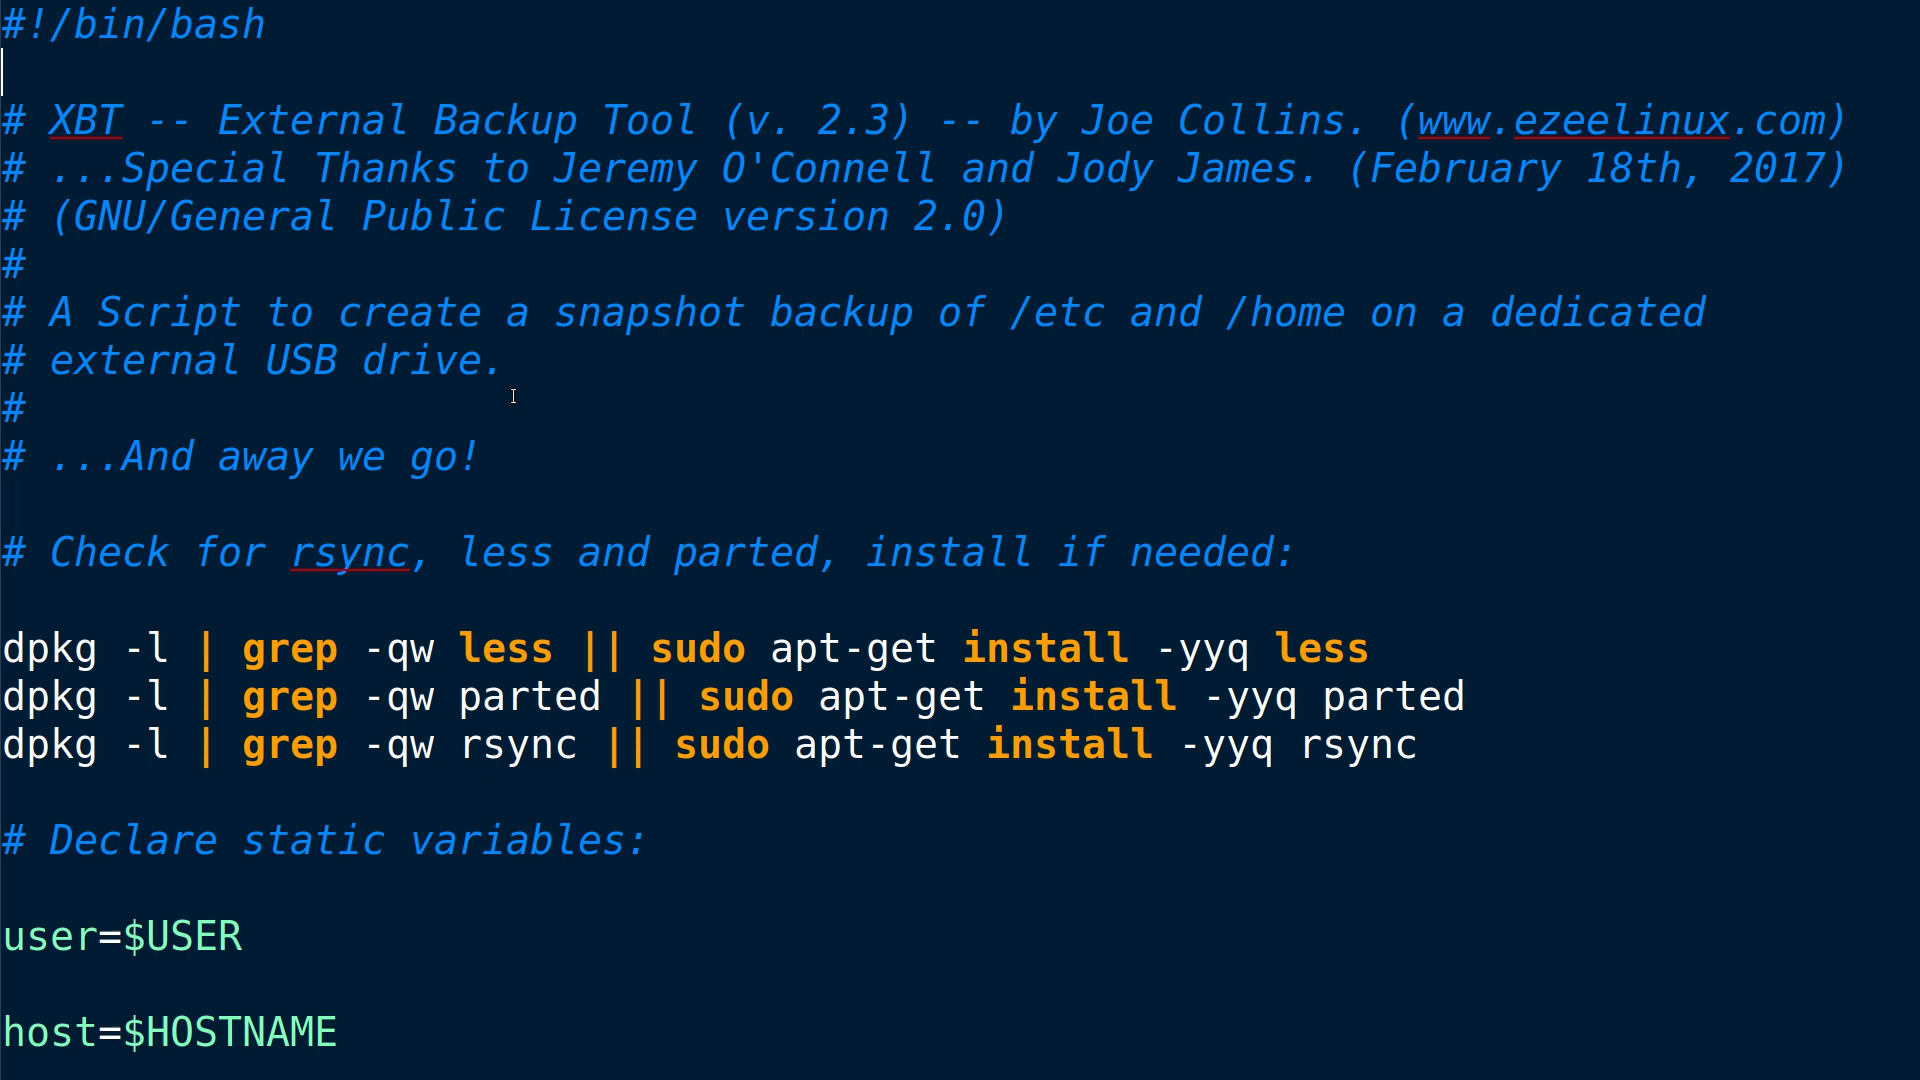 #!/bin/bash
# XBT -- External Backup Tool (v. 2.3) -- by Joe Collins. (www.ezeelinux.com)
# ...Special Thanks to Jeremy O'Connell and Jody James. (February 18th, 2017)
# (GNU/General Public License version 2.0)
#
# A Script to create a snapshot backup of /etc and /home on a dedicated
# external USB drive.
#
# ...And away we go!
# Check for rsync, less and parted, install if needed:
dpkg -l | grep -qw less || sudo apt-get install -yyq less
dpkg -l | grep -qw parted || sudo apt-get install -yyq parted
dpkg -l | grep -qw rsync || sudo apt-get install -yyq rsync
# Declare static variables:
user=$USER
host=$HOSTNAME